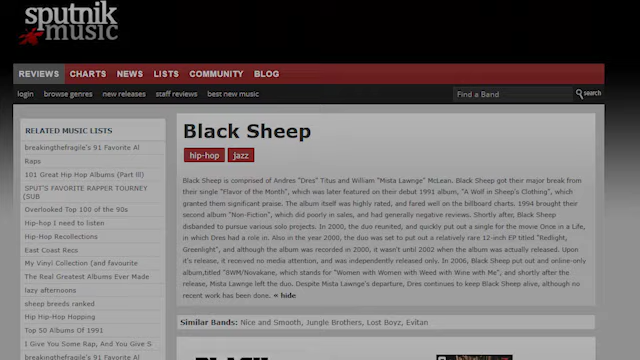 sputnik
music
REVIEWS CHARTS NEWS LISTS COMMUNITY BLOG
login browse genres new releases staff reviews best new music
Find a Band search
RELATED MUSIC LISTS
breakingthefragile's 91 Favorite Al
Raps
101 Great Hip Hop Albums (Part III)
SPUT'S FAVORITE RAPPER TOURNEY
(SUB
Overlooked Top 100 of the 90s
Hip-hop I need to listen
Hip-Hop Recollections
East Coast Recs
My Vinyl Collection (and favourite
The Real Greatest Albums Ever Made
lazy afternoons
sheep breeds ranked
Hip Hip-Hop Hopping
Top 50 Albums Of 1991
I Give You Some Rap, And You Give S
breakingthefragile's 91 Favorite Al
Black Sheep
hip-hop jazz
Black Sheep is comprised of Andres "Dres" Titus and William "Mista Lawnge" McLean. Black Sheep got their major break from
their single "Flavor of the Month", which was later featured on their debut 1991 album, "A Wolf in Sheep's Clothing", which
granted them significant praise. The album itself was highly rated, and fared well on the billboard charts. 1994 brought their
second album "Non-Fiction", which did poorly in sales, and had generally negative reviews. Shortly after, Black Sheep
disbanded to pursue various solo projects. In 2000, the duo reunited, and quickly put out a single for the movie Once in a Life,
in which Dres had a role in. Also in the year 2000, the duo was set to put out a relatively rare 12-inch EP titled "Redlight,
Greenlight", and although the album was recorded in 2000, it wasn't until 2002 when the album was actually released. Upon
it's release, it received no media attention, and was independently released only. In 2006, Black Sheep put out and online-only
album,titled "8WM/Novakane, which stands for "Women with Women with Weed with Wine with Me", and shortly after the
release, Mista Lawnge left the duo. Despite Mista Lawnge's departure, Dres continues to keep Black Sheep alive, although no
recent work has been done. « hide
Similar Bands: Nice and Smooth, Jungle Brothers, Lost Boyz, Evitan